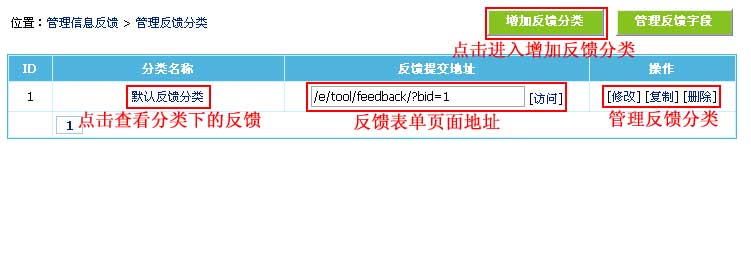 位置：管理信息反馈 > 管理反馈分类
增加反馈分类
管理反馈字段
点击进入增加反馈分类
ID 分类名称 反馈提交地址 操作
1 默认反馈分类 /e/tool/feedback/?bid=1 [访问] [修改] [复制] [删除]
1
点击查看分类下的反馈
反馈表单页面地址
管理反馈分类